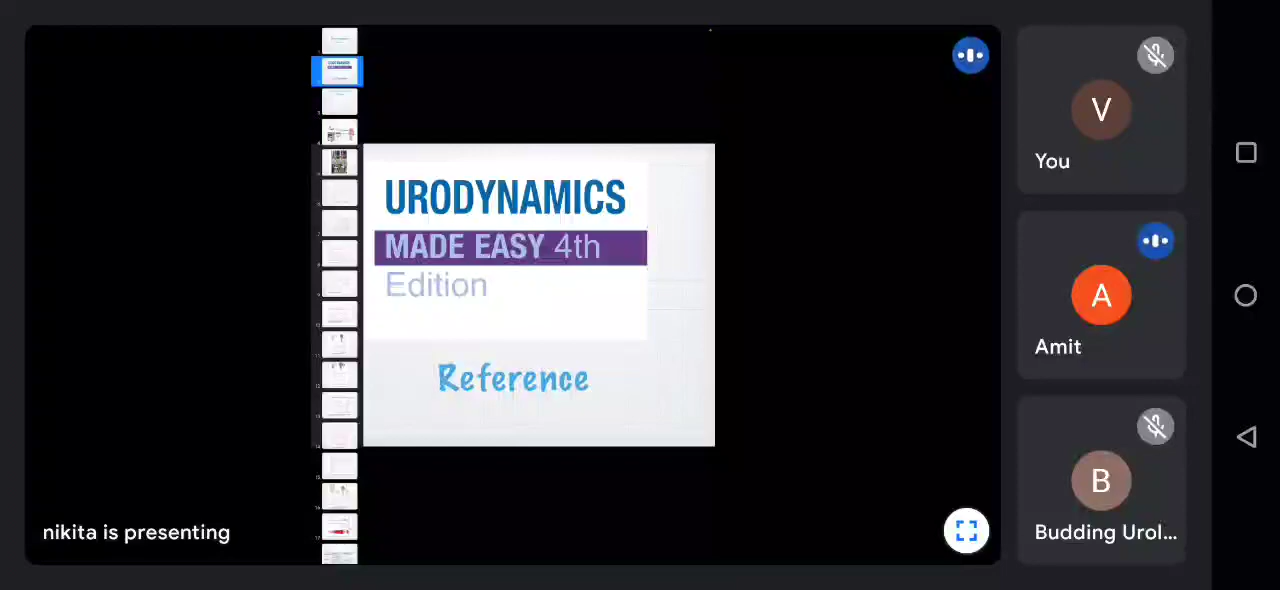 URODYNAMICS
MADE EASY 4th
Edition
Reference
nikita is presenting
V
You
A
Amit
B
Budding Urol...